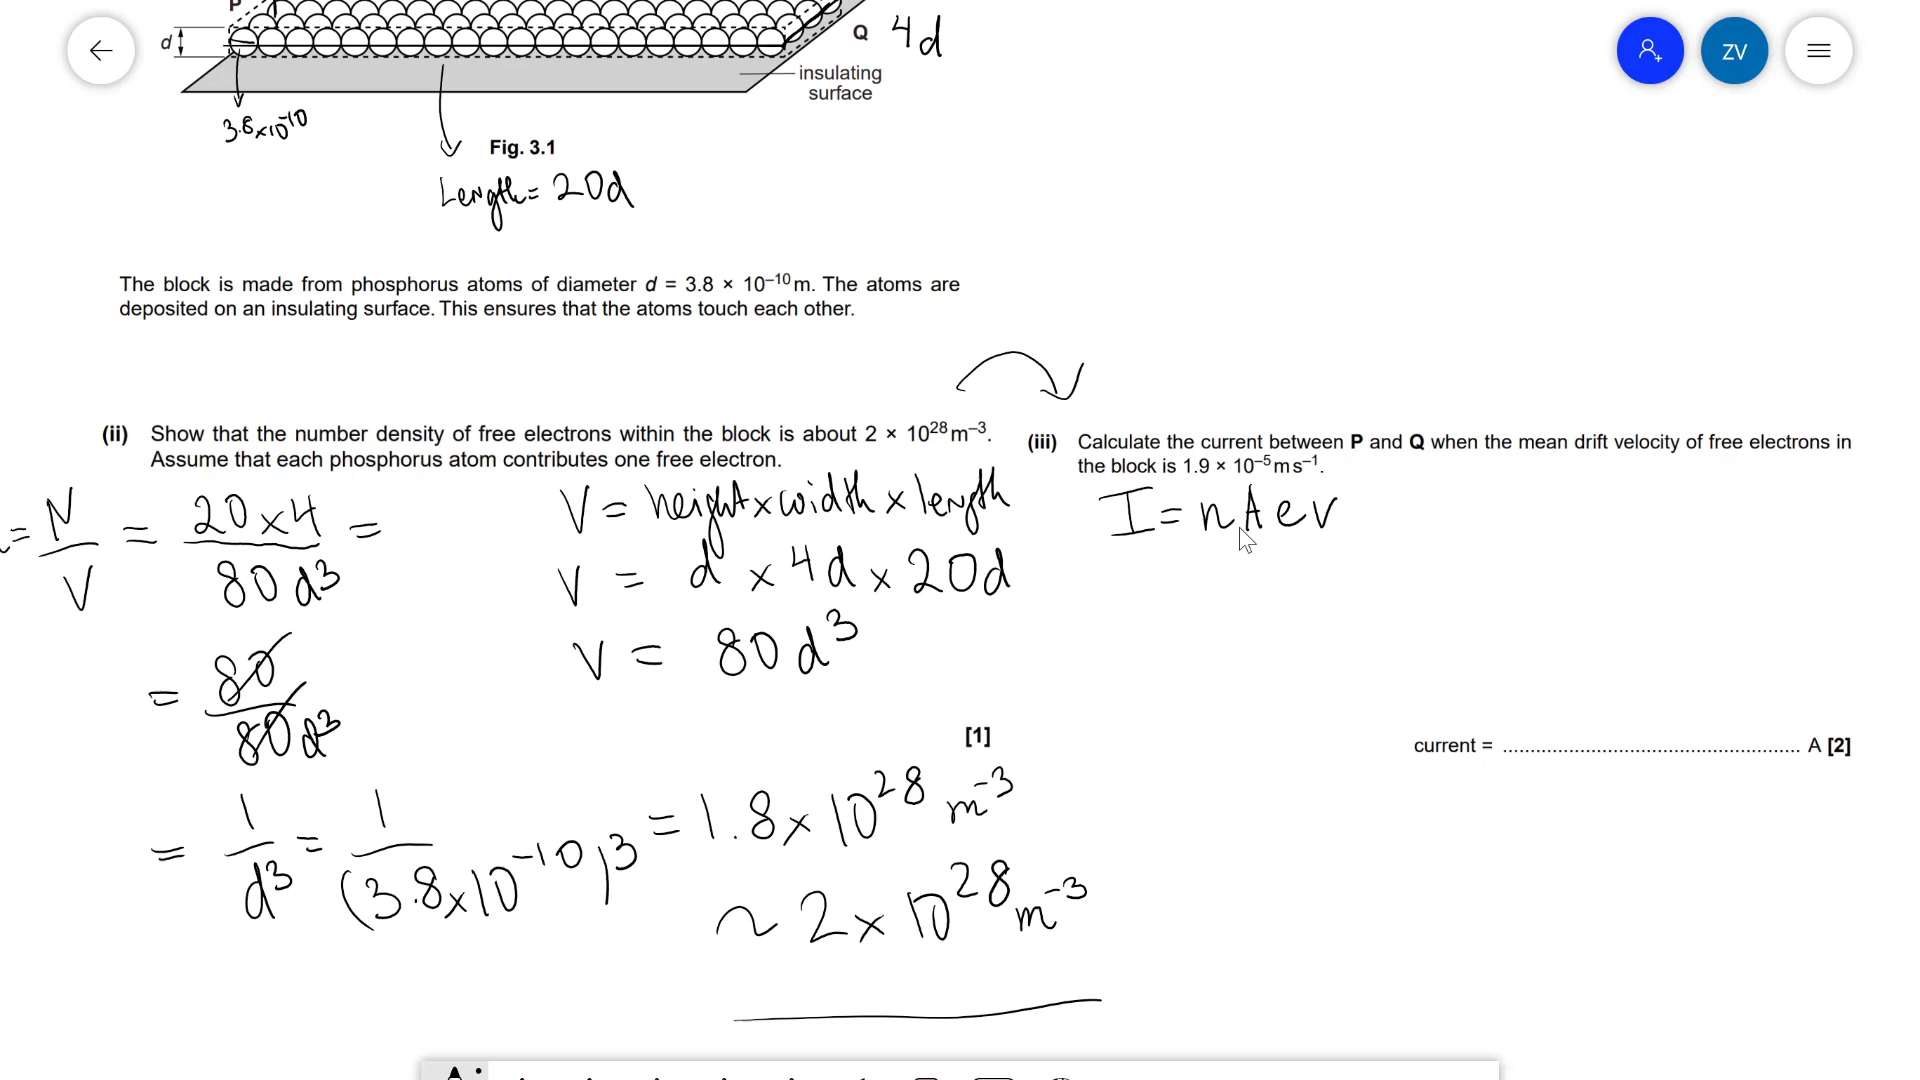 P
d
Q 4d
insulating
surface
3.8×10⁻¹⁰
Fig. 3.1
Length = 20d
ZV
The block is made from phosphorus atoms of diameter d = 3.8 × 10⁻¹⁰ m. The atoms are
deposited on an insulating surface. This ensures that the atoms touch each other.
(ii) Show that the number density of free electrons within the block is about 2 × 10²⁸ m⁻³.
Assume that each phosphorus atom contributes one free electron.
= N/V = 20×4/80d³ =
= 80/80d³
= 1/d³ = 1/(3.8×10⁻¹⁰)³ = 1.8×10²⁸ m⁻³
~ 2×10²⁸ m⁻³
V = height×width×length
V = d × 4d × 20d
V = 80d³
[1]
(iii) Calculate the current between P and Q when the mean drift velocity of free electrons in
the block is 1.9 × 10⁻⁵ m s⁻¹.
I = nAev
current = ...................................................... A [2]